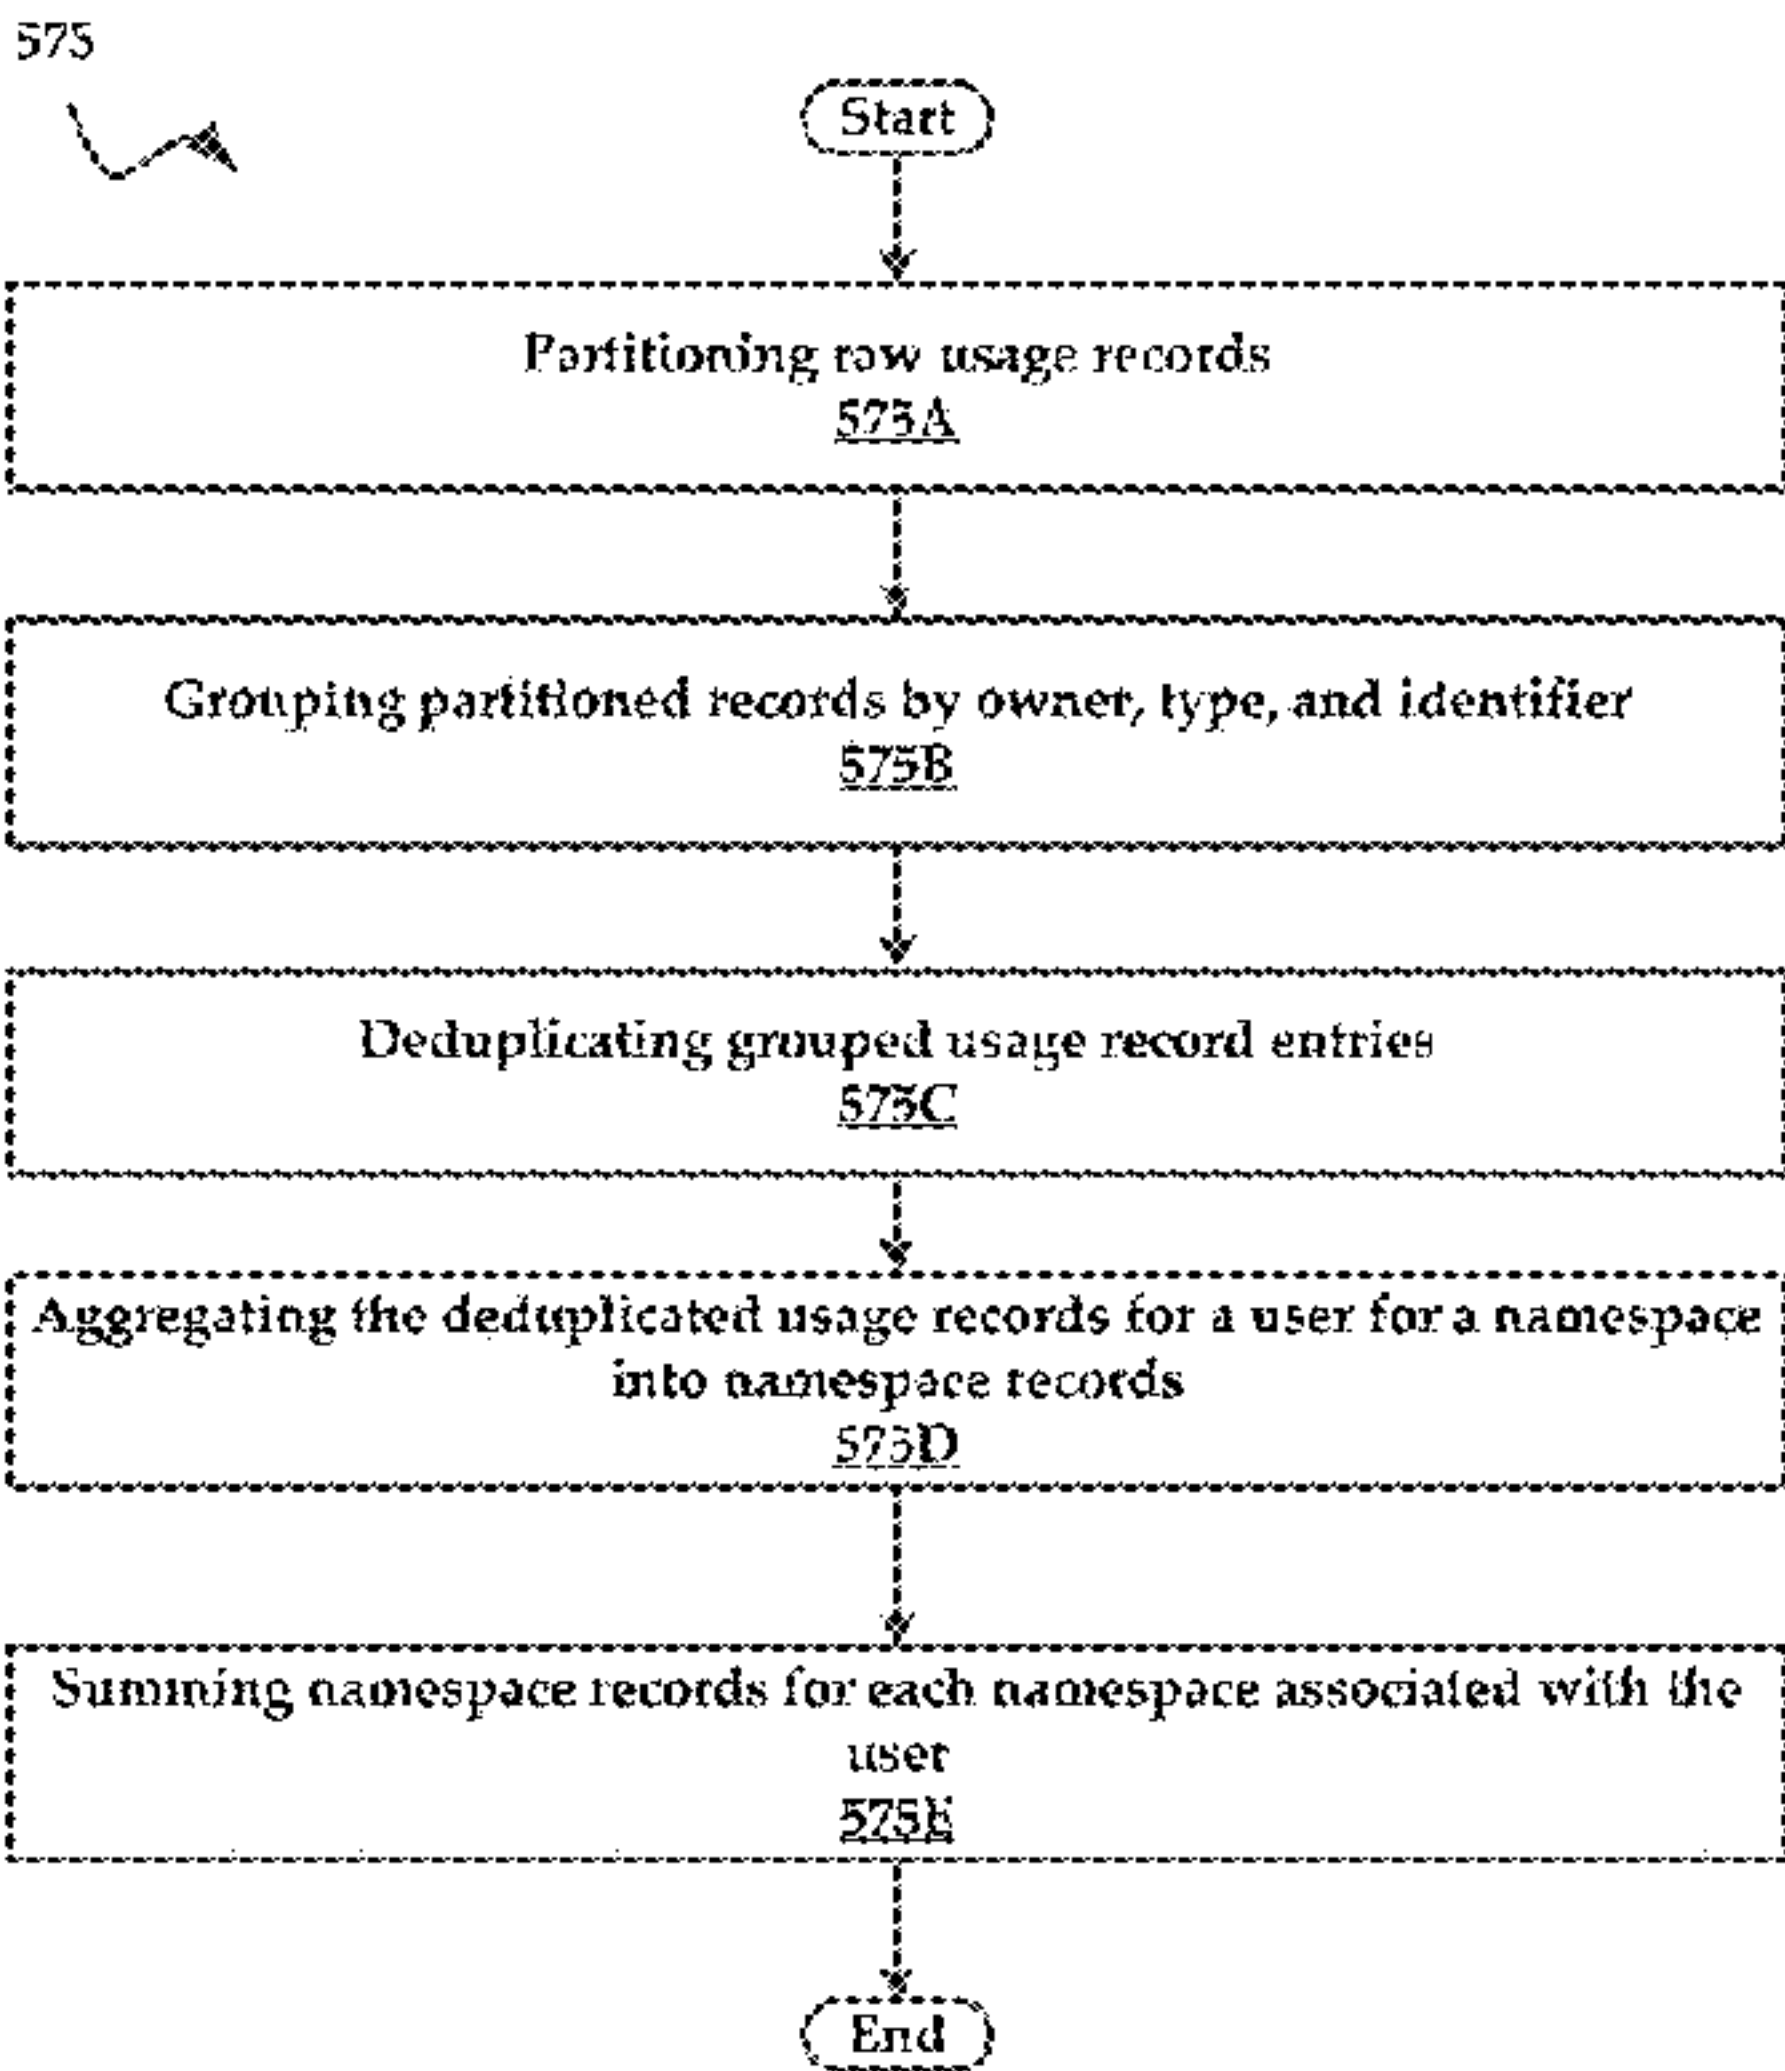 575
Start
Partitioning raw usage records
575A
Grouping partitioned records by owner, type, and identifier
575B
Deduplicating grouped usage record entries
575C
Aggregating the deduplicated usage records for a user for a namespace
into namespace records
575D
Summing namespace records for each namespace associated with the
user
575E
End